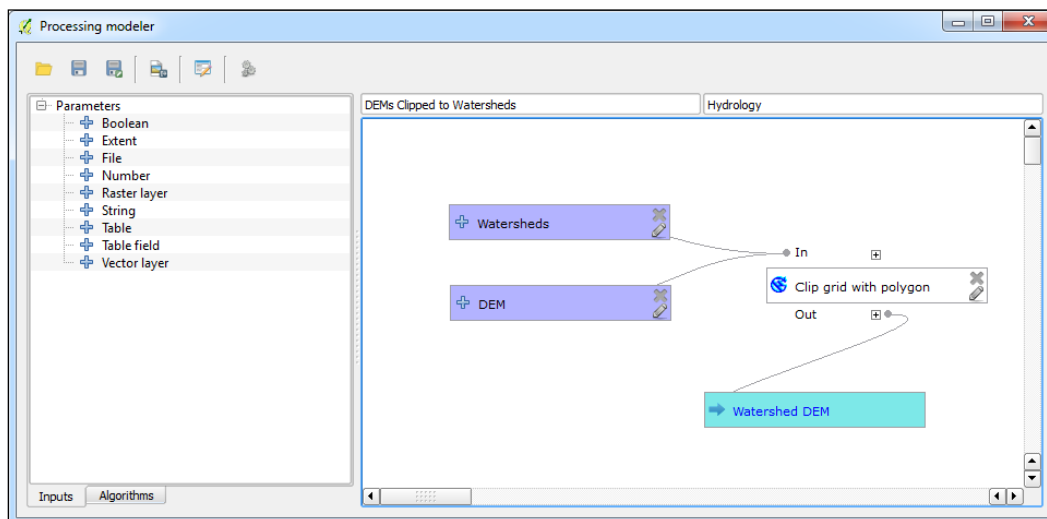 Processing modeler
DEMs Clipped to Watersheds
Hydrology
Parameters
Boolean
Extent
File
Number
Raster layer
String
Table
Table field
Vector layer
Watersheds
In
DEM
Clip grid with polygon
Out
Watershed DEM
Inputs
Algorithms